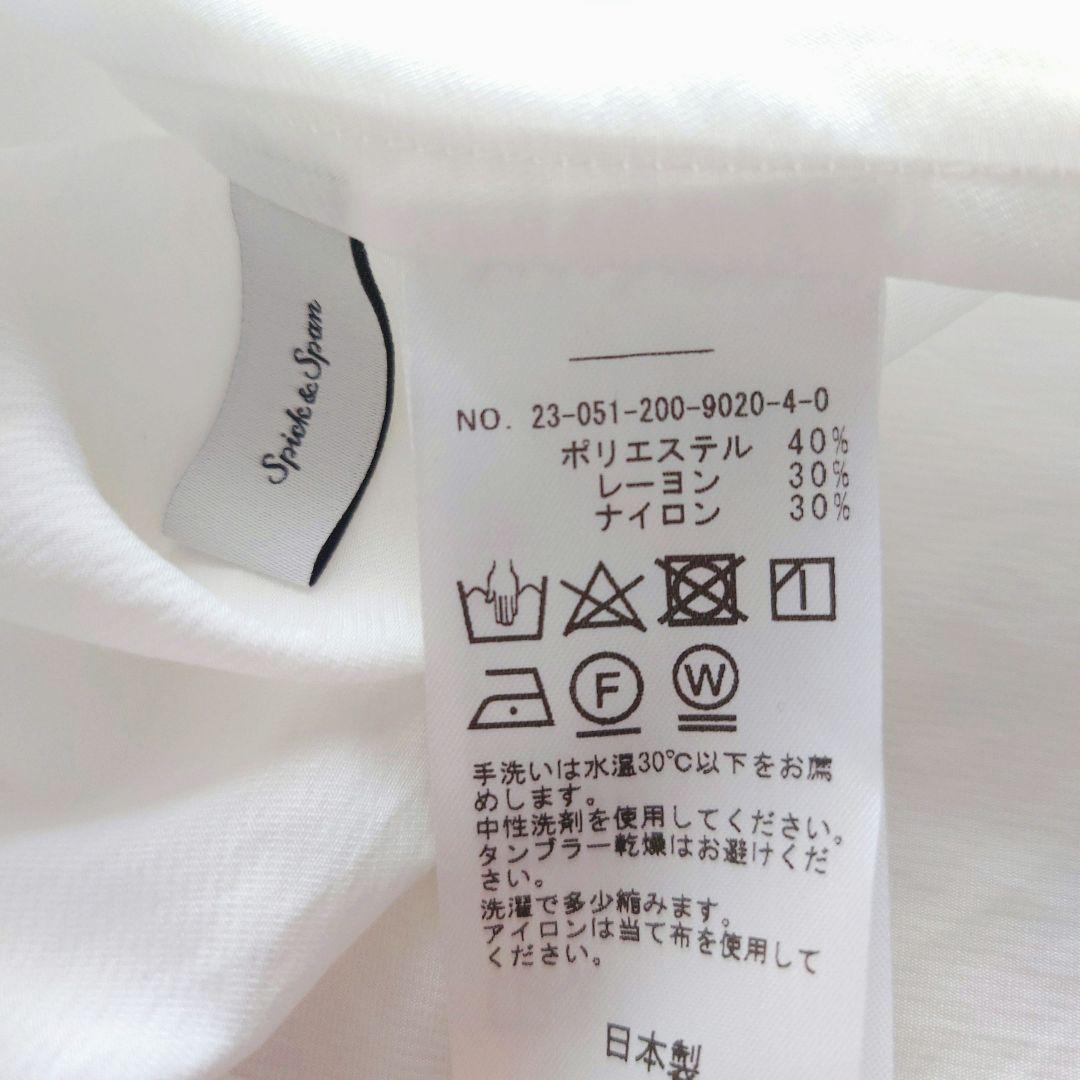 Spick & Span
NO. 23-051-200-9020-4-0
ポリエステル 40%
レーヨン 30%
ナイロン 30%
F
W
手洗いは水温30℃以下をお薦
めします。
中性洗剤を使用してください。
タンブラー乾燥はお避けくだ
さい。
洗濯で多少縮みます。
アイロンは当て布を使用して
ください。
日本製